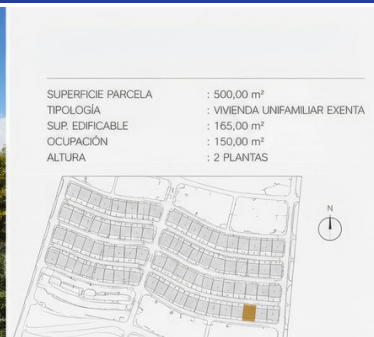 SUPERFICIE PARCELA : 500,00 m²
TIPOLOGÍA : VIVIENDA UNIFAMILIAR EXENTA
SUP. EDIFICABLE : 165,00 m²
OCUPACIÓN : 150,00 m²
ALTURA : 2 PLANTAS
N